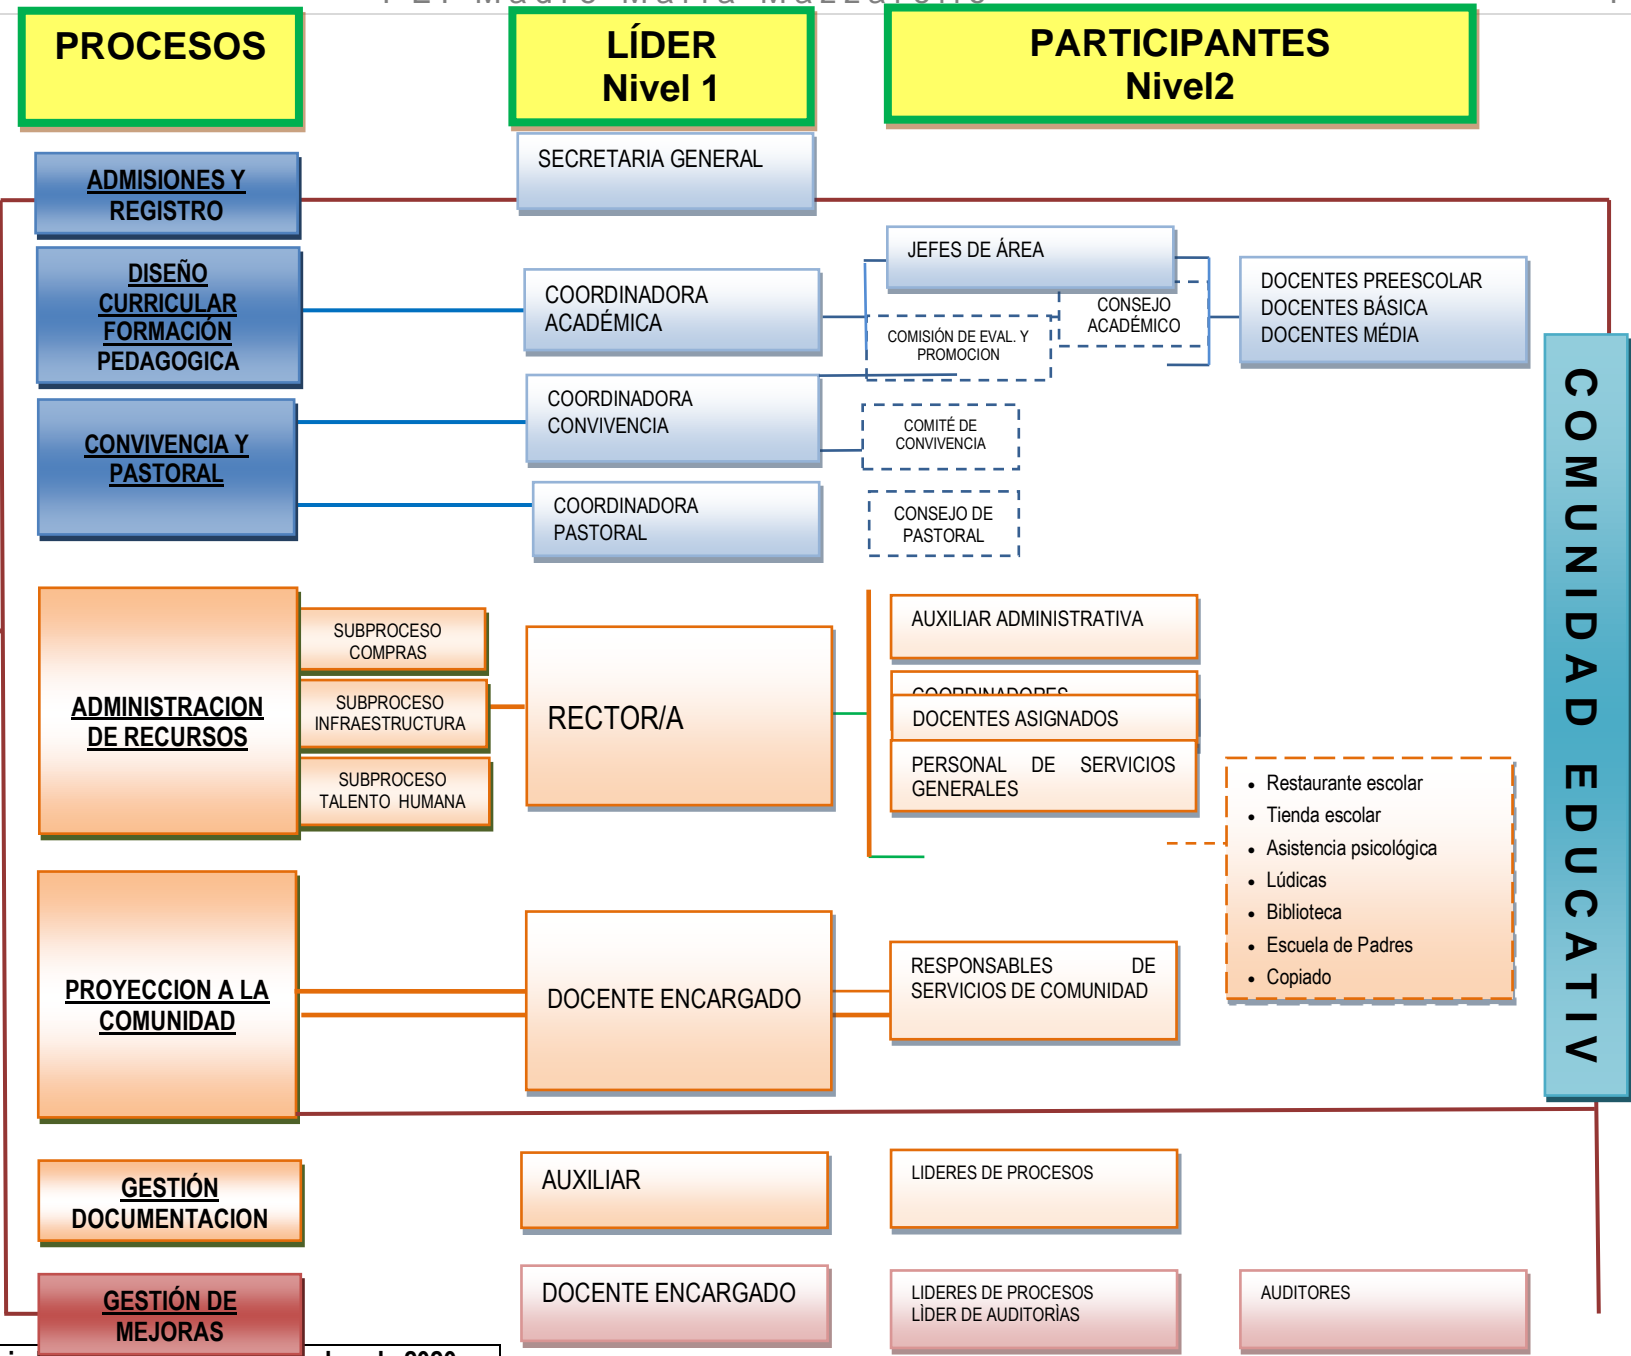 PROCESOS
LÍDER
Nivel 1
PARTICIPANTES
Nivel2
ADMISIONES Y
REGISTRO
SECRETARIA GENERAL
DISEÑO
CURRICULAR
FORMACIÓN
PEDAGOGICA
COORDINADORA
ACADÉMICA
JEFES DE ÁREA
COMISIÓN DE EVAL. Y
PROMOCION
CONSEJO
ACADÉMICO
DOCENTES PREESCOLAR
DOCENTES BÁSICA
DOCENTES MÉDIA
CONVIVENCIA Y
PASTORAL
COORDINADORA
CONVIVENCIA
COMITÉ DE
CONVIVENCIA
COORDINADORA
PASTORAL
CONSEJO DE
PASTORAL
ADMINISTRACION
DE RECURSOS
SUBPROCESO
COMPRAS
SUBPROCESO
INFRAESTRUCTURA
SUBPROCESO
TALENTO HUMANA
RECTOR/A
AUXILIAR ADMINISTRATIVA
COORDINADORES
DOCENTES ASIGNADOS
PERSONAL DE SERVICIOS
GENERALES
• Restaurante escolar
• Tienda escolar
• Asistencia psicológica
• Lúdicas
• Biblioteca
• Escuela de Padres
• Copiado
PROYECCION A LA
COMUNIDAD
DOCENTE ENCARGADO
RESPONSABLES DE
SERVICIOS DE COMUNIDAD
COMUNIDAD EDUCATIV
GESTIÓN
DOCUMENTACION
AUXILIAR
LIDERES DE PROCESOS
GESTIÓN DE
MEJORAS
DOCENTE ENCARGADO
LIDERES DE PROCESOS
LÌDER DE AUDITORÌAS
AUDITORES